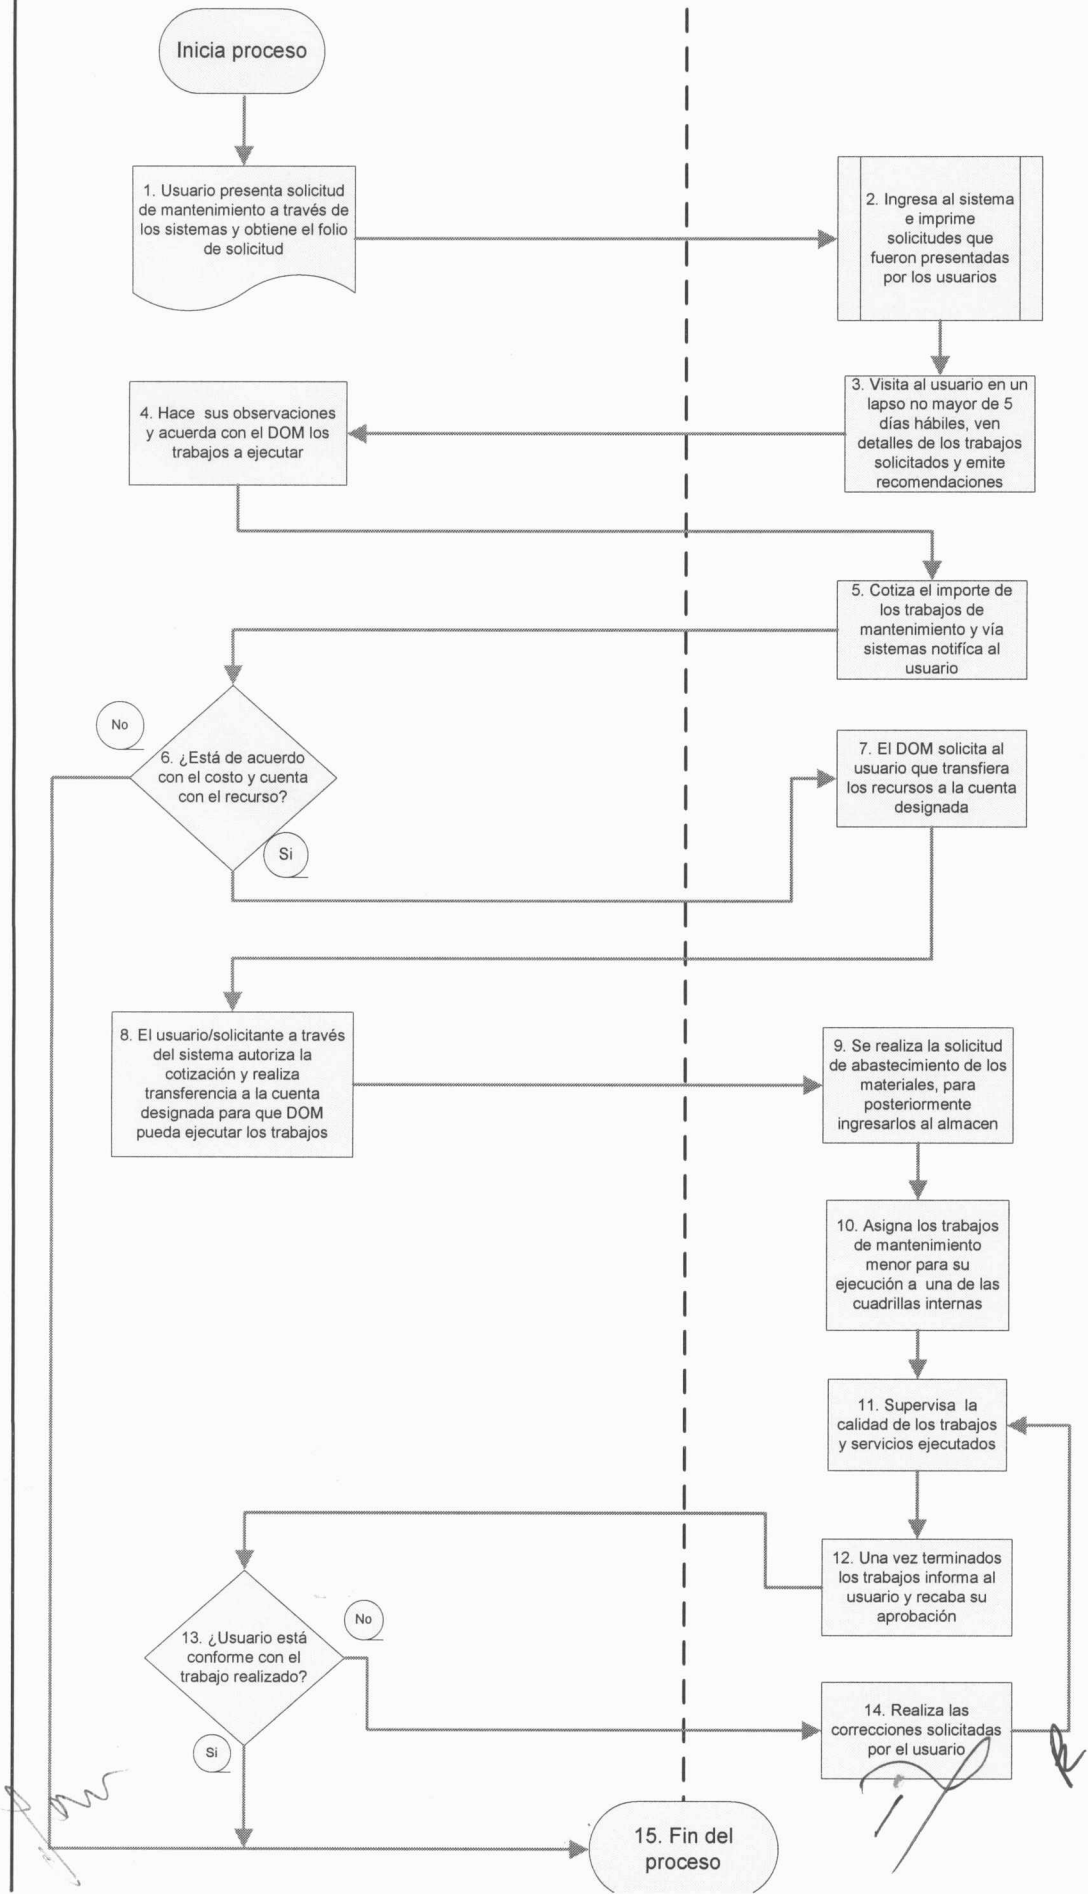 Inicia proceso
1. Usuario presenta solicitud
de mantenimiento a través de
los sistemas y obtiene el folio
de solicitud
2. Ingresa al sistema
e imprime
solicitudes que
fueron presentadas
por los usuarios
3. Visita al usuario en un
lapso no mayor de 5
días hábiles, ven
detalles de los trabajos
solicitados y emite
recomendaciones
4. Hace sus observaciones
y acuerda con el DOM los
trabajos a ejecutar
5. Cotiza el importe de
los trabajos de
mantenimiento y vía
sistemas notifíca al
usuario
No
6. ¿Está de acuerdo
con el costo y cuenta
con el recurso?
Si
7. El DOM solicita al
usuario que transfiera
los recursos a la cuenta
designada
8. El usuario/solicitante a través
del sistema autoriza la
cotización y realiza
transferencia a la cuenta
designada para que DOM
pueda ejecutar los trabajos
9. Se realiza la solicitud
de abastecimiento de los
materiales, para
posteriormente
ingresarlos al almacen
10. Asigna los trabajos
de mantenimiento
menor para su
ejecución a una de las
cuadrillas internas
11. Supervisa la
calidad de los trabajos
y servicios ejecutados
12. Una vez terminados
los trabajos informa al
usuario y recaba su
aprobación
13. ¿Usuario está
conforme con el
trabajo realizado?
No
Si
14. Realiza las
correcciones solicitadas
por el usuario
15. Fin del
proceso